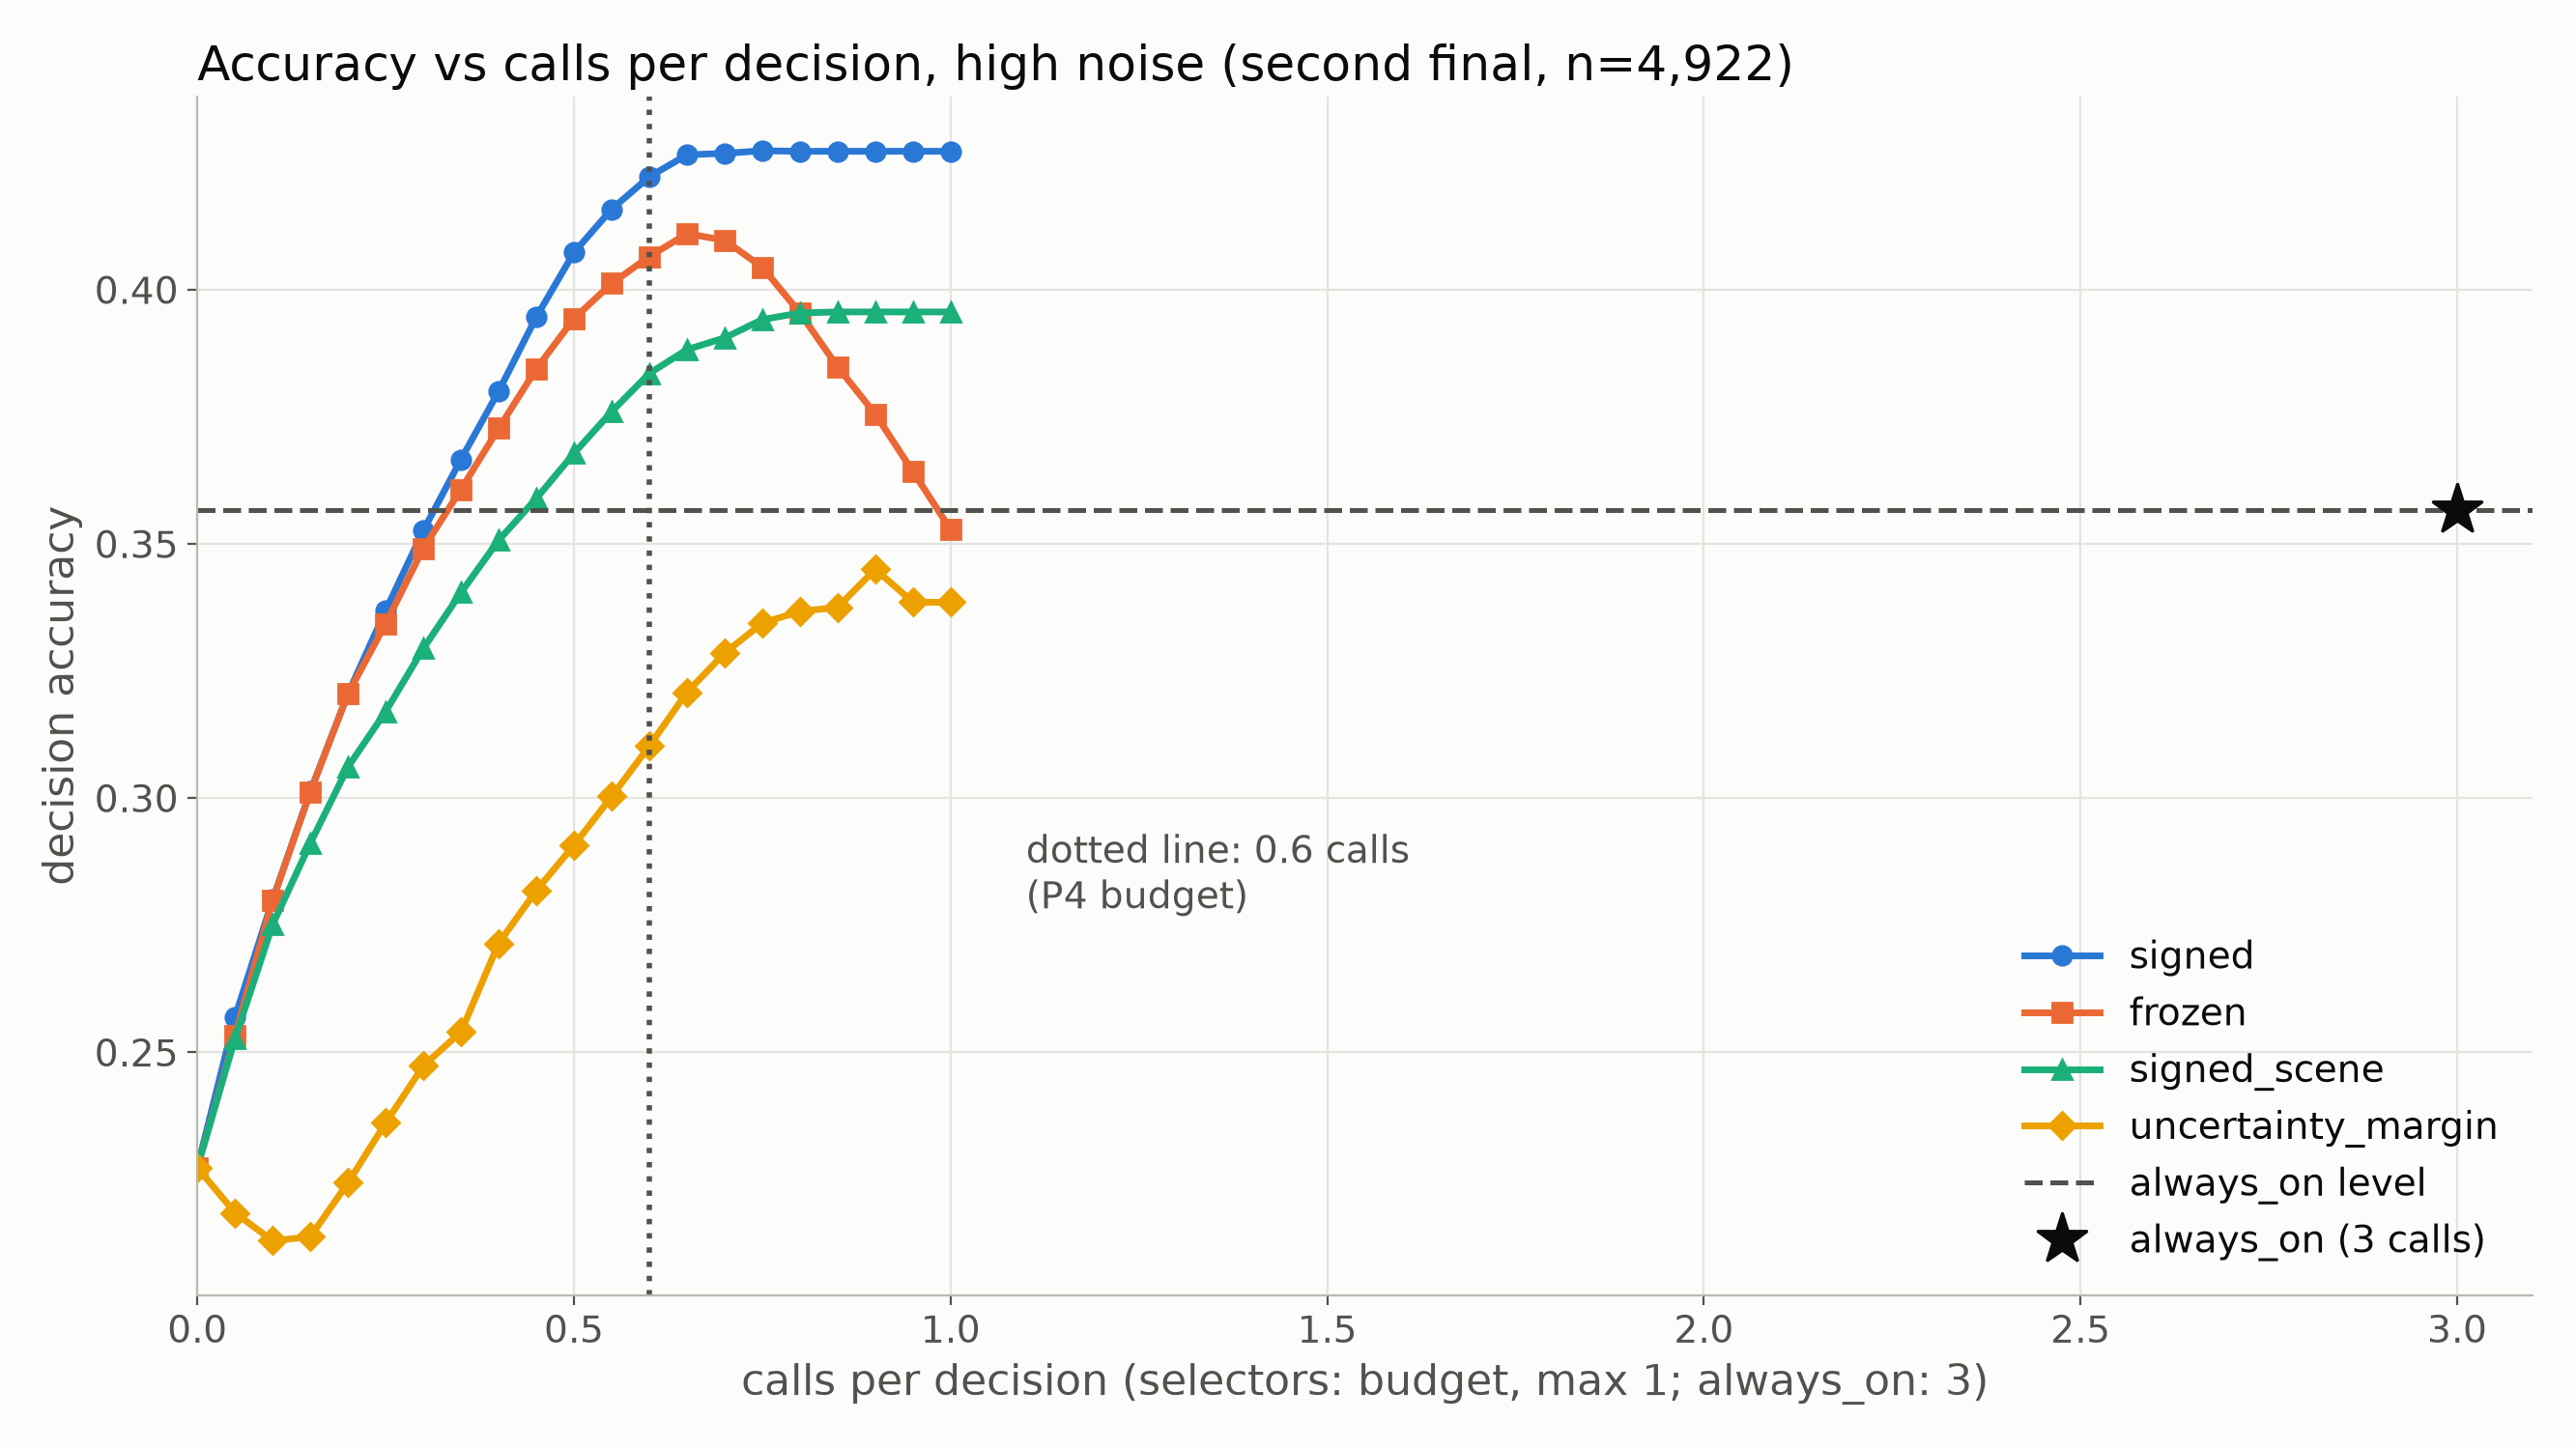 Accuracy vs calls per decision, high noise (second final, n=4,922)
decision accuracy
0.40
0.35
0.30
0.25
dotted line: 0.6 calls
(P4 budget)
signed
frozen
signed_scene
uncertainty_margin
always_on level
always_on (3 calls)
0.0 0.5 1.0 1.5 2.0 2.5 3.0
calls per decision (selectors: budget, max 1; always_on: 3)